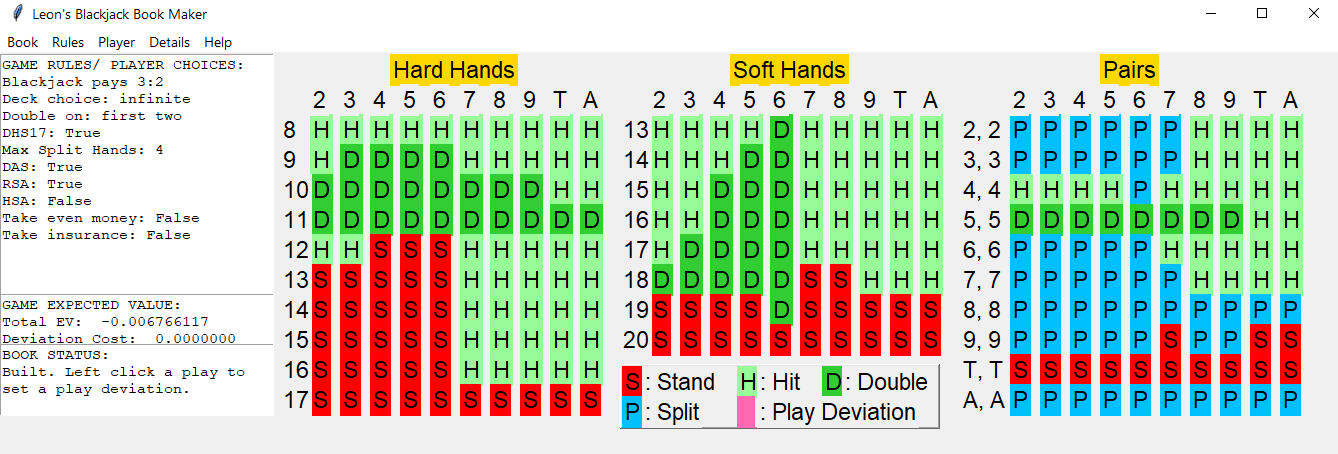 Leon's Blackjack Book Maker
Book Rules Player Details Help
GAME RULES/ PLAYER CHOICES:
Blackjack pays 3:2
Deck choice: infinite
Double on: first two
DHS17: True
Max Split Hands: 4
DAS: True
RSA: True
HSA: False
Take even money: False
Take insurance: False
GAME EXPECTED VALUE:
Total EV: -0.006766117
Deviation Cost: 0.0000000
BOOK STATUS:
Built. Left click a play to
set a play deviation.
Hard Hands
2 3 4 5 6 7 8 9 T A
8 H H H H H H H H H H
9 H D D D D H H H H H
10 D D D D D D D D H H
11 D D D D D D D D D D
12 H H S S S H H H H H
13 S S S S S H H H H H
14 S S S S S H H H H H
15 S S S S S H H H H H
16 S S S S S H H H H H
17 S S S S S S S S S S
Soft Hands
2 3 4 5 6 7 8 9 T A
13 H H H H D H H H H H
14 H H H D D H H H H H
15 H H D D D H H H H H
16 H H D D D H H H H H
17 H D D D D H H H H H
18 D D D D D S S H H H
19 S S S S D S S S S S
20 S S S S S S S S S S
S : Stand H : Hit D : Double
P : Split : Play Deviation
Pairs
2 3 4 5 6 7 8 9 T A
2, 2 P P P P P P H H H H
3, 3 P P P P P P H H H H
4, 4 H H H H P H H H H H
5, 5 D D D D D D D D H H
6, 6 P P P P P H H H H H
7, 7 P P P P P P H H H H
8, 8 P P P P P P P P P P
9, 9 P P P P P S P P S S
T, T S S S S S S S S S S
A, A P P P P P P P P P P